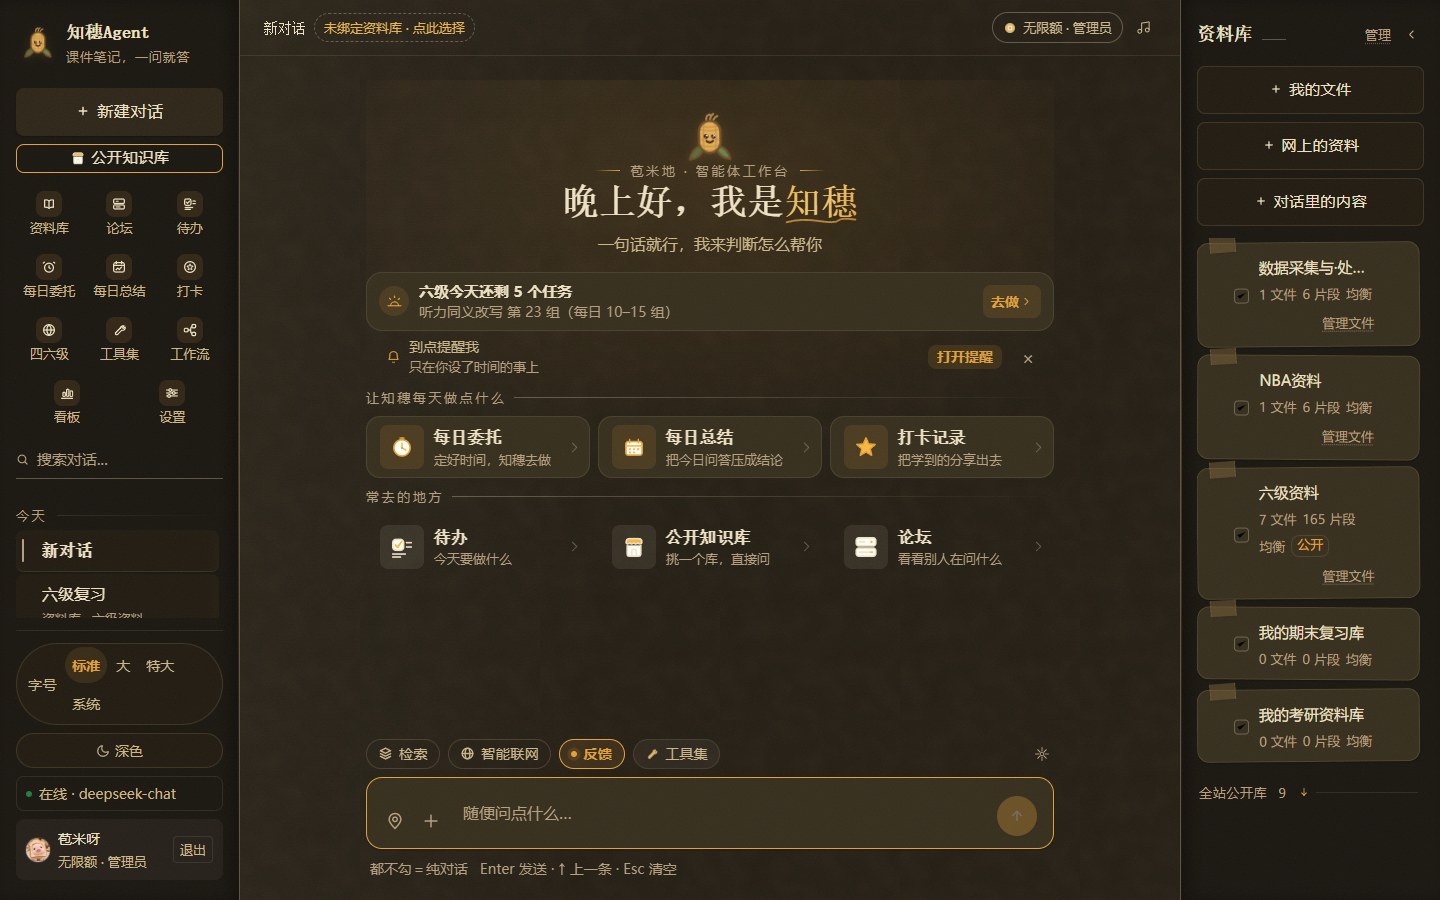 知穗Agent
课件笔记，一问就答
+ 新建对话
公开知识库
资料库
论坛
待办
每日委托
每日总结
打卡
四六级
工具集
工作流
看板
设置
搜索对话...
今天
新对话
六级复习
字号
标准
大
特大
系统
深色
在线 · deepseek-chat
苞米呀
无限额 · 管理员
退出
新对话
未绑定资料库 · 点此选择
无限额 · 管理员
苞米地 · 智能体工作台
晚上好，我是知穗
一句话就行，我来判断怎么帮你
六级今天还剩 5 个任务
听力同义改写 第 23 组（每日 10–15 组）
去做 ›
到点提醒我
只在你设了时间的事上
打开提醒
×
让知穗每天做点什么
每日委托
定好时间，知穗去做
每日总结
把今日问答压成结论
打卡记录
把学到的分享出去
常去的地方
待办
今天要做什么
公开知识库
挑一个库，直接问
论坛
看看别人在问什么
检索
智能联网
反馈
工具集
随便问点什么...
都不勾 = 纯对话 Enter 发送 · ↑ 上一条 · Esc 清空
资料库
管理
+ 我的文件
+ 网上的资料
+ 对话里的内容
数据采集与·处...
1 文件 6 片段 均衡
管理文件
NBA资料
1 文件 6 片段 均衡
管理文件
六级资料
7 文件 165 片段
均衡 公开
管理文件
我的期末复习库
0 文件 0 片段 均衡
我的考研资料库
0 文件 0 片段 均衡
全站公开库 9 ↓